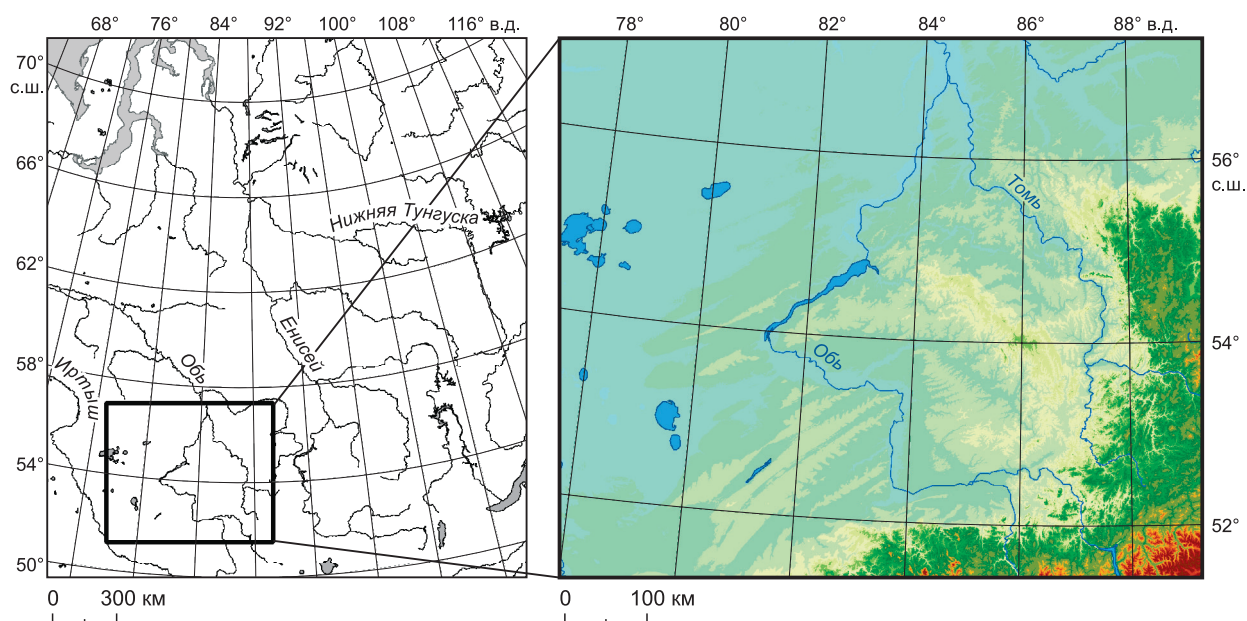 68° 76° 84° 92° 100° 108° 116° в.д.
70°
с.ш.
66°
62°
58°
54°
50°
Нижняя Тунгуска
Енисей
Обь
Иртыш
0 300 км
78° 80° 82° 84° 86° 88° в.д.
56°
с.ш.
54°
52°
Томь
Обь
0 100 км